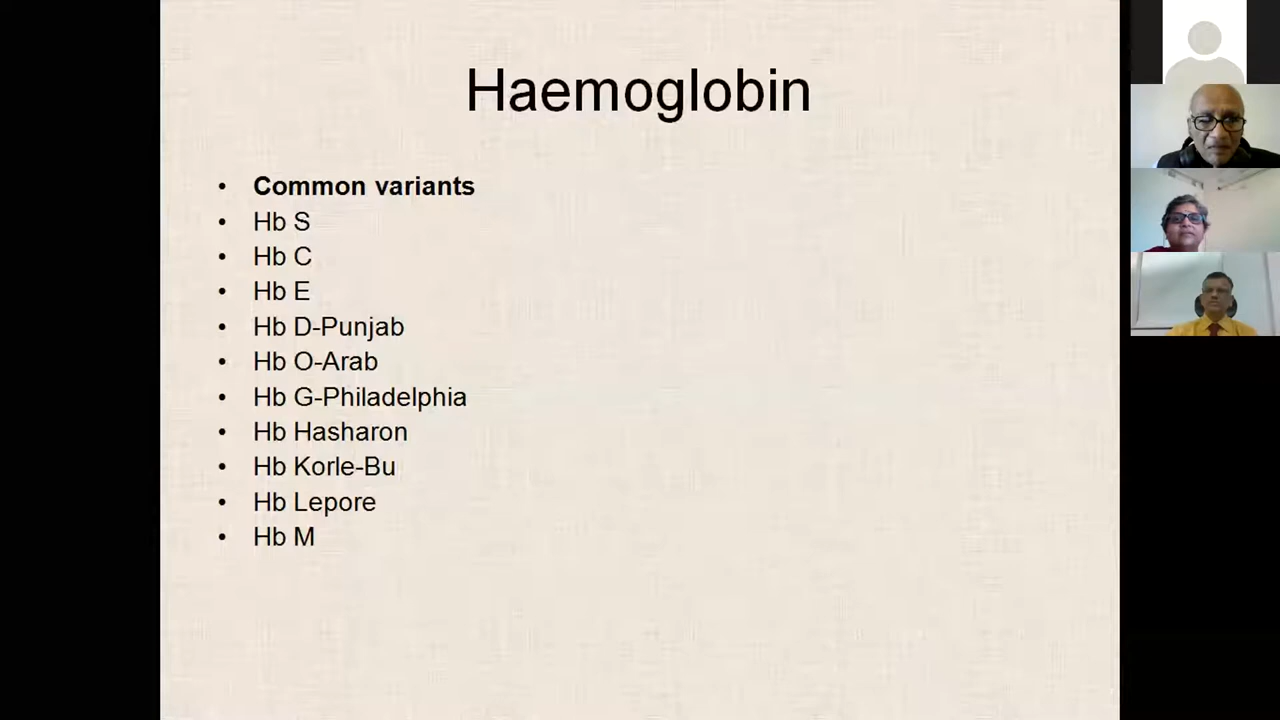 Haemoglobin
• Common variants
• Hb S
• Hb C
• Hb E
• Hb D-Punjab
• Hb O-Arab
• Hb G-Philadelphia
• Hb Hasharon
• Hb Korle-Bu
• Hb Lepore
• Hb M